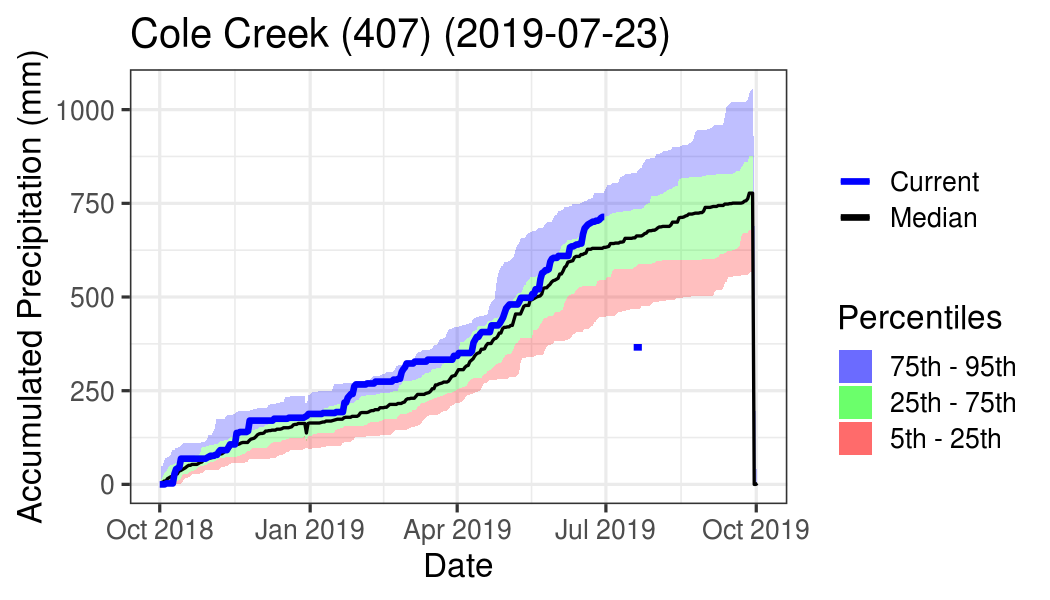 Cole Creek (407) (2019-07-23)
Accumulated Precipitation (mm)
1000
750
500
250
0
Oct 2018
Jan 2019
Apr 2019
Jul 2019
Oct 2019
Date
Current
Median
Percentiles
75th - 95th
25th - 75th
5th - 25th